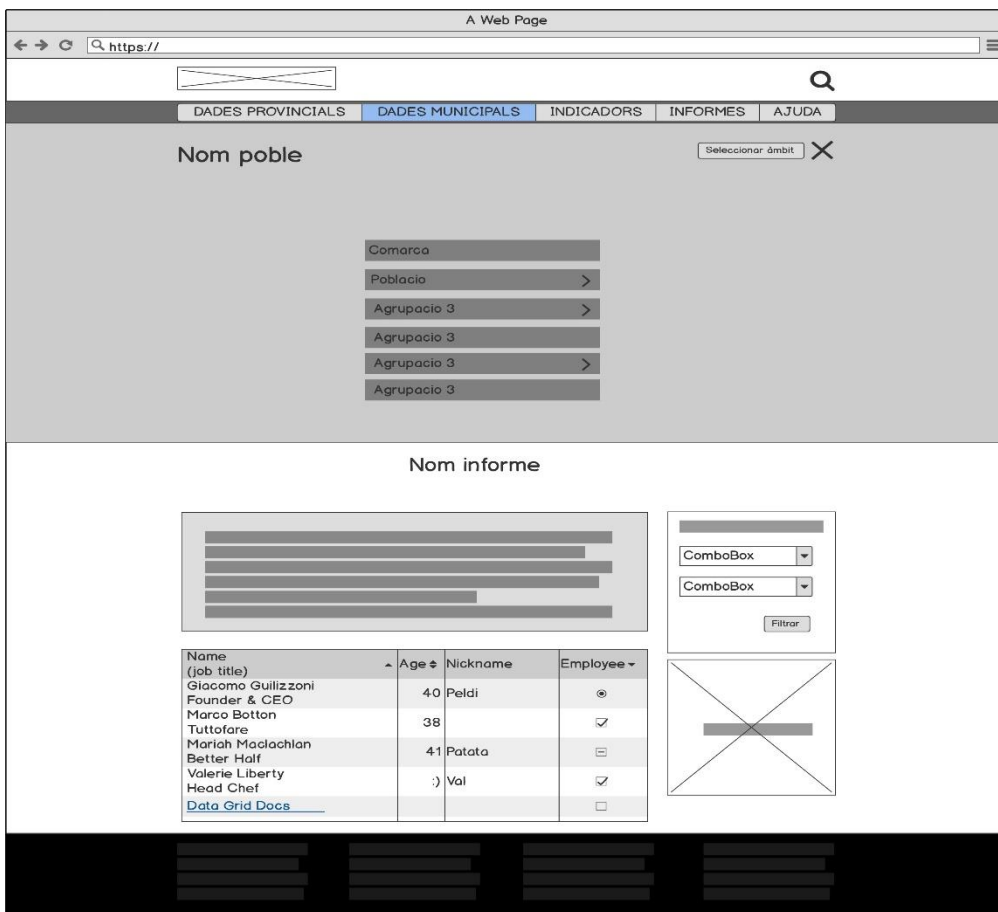 A Web Page
https://
DADES PROVINCIALS DADES MUNICIPALS INDICADORS INFORMES AJUDA
Nom poble
Seleccionar àmbit
Comarca
Poblacio
Agrupacio 3
Agrupacio 3
Agrupacio 3
Agrupacio 3
Nom informe
ComboBox
ComboBox
Filtrar
Name
(job title)
Age
Nickname
Employee
Giacomo Guilizzoni
Founder & CEO
40
Peldi
Marco Botton
Tuttofare
38
Mariah Maclachlan
Better Half
41
Patata
Valerie Liberty
Head Chef
:)
Val
Data Grid Docs